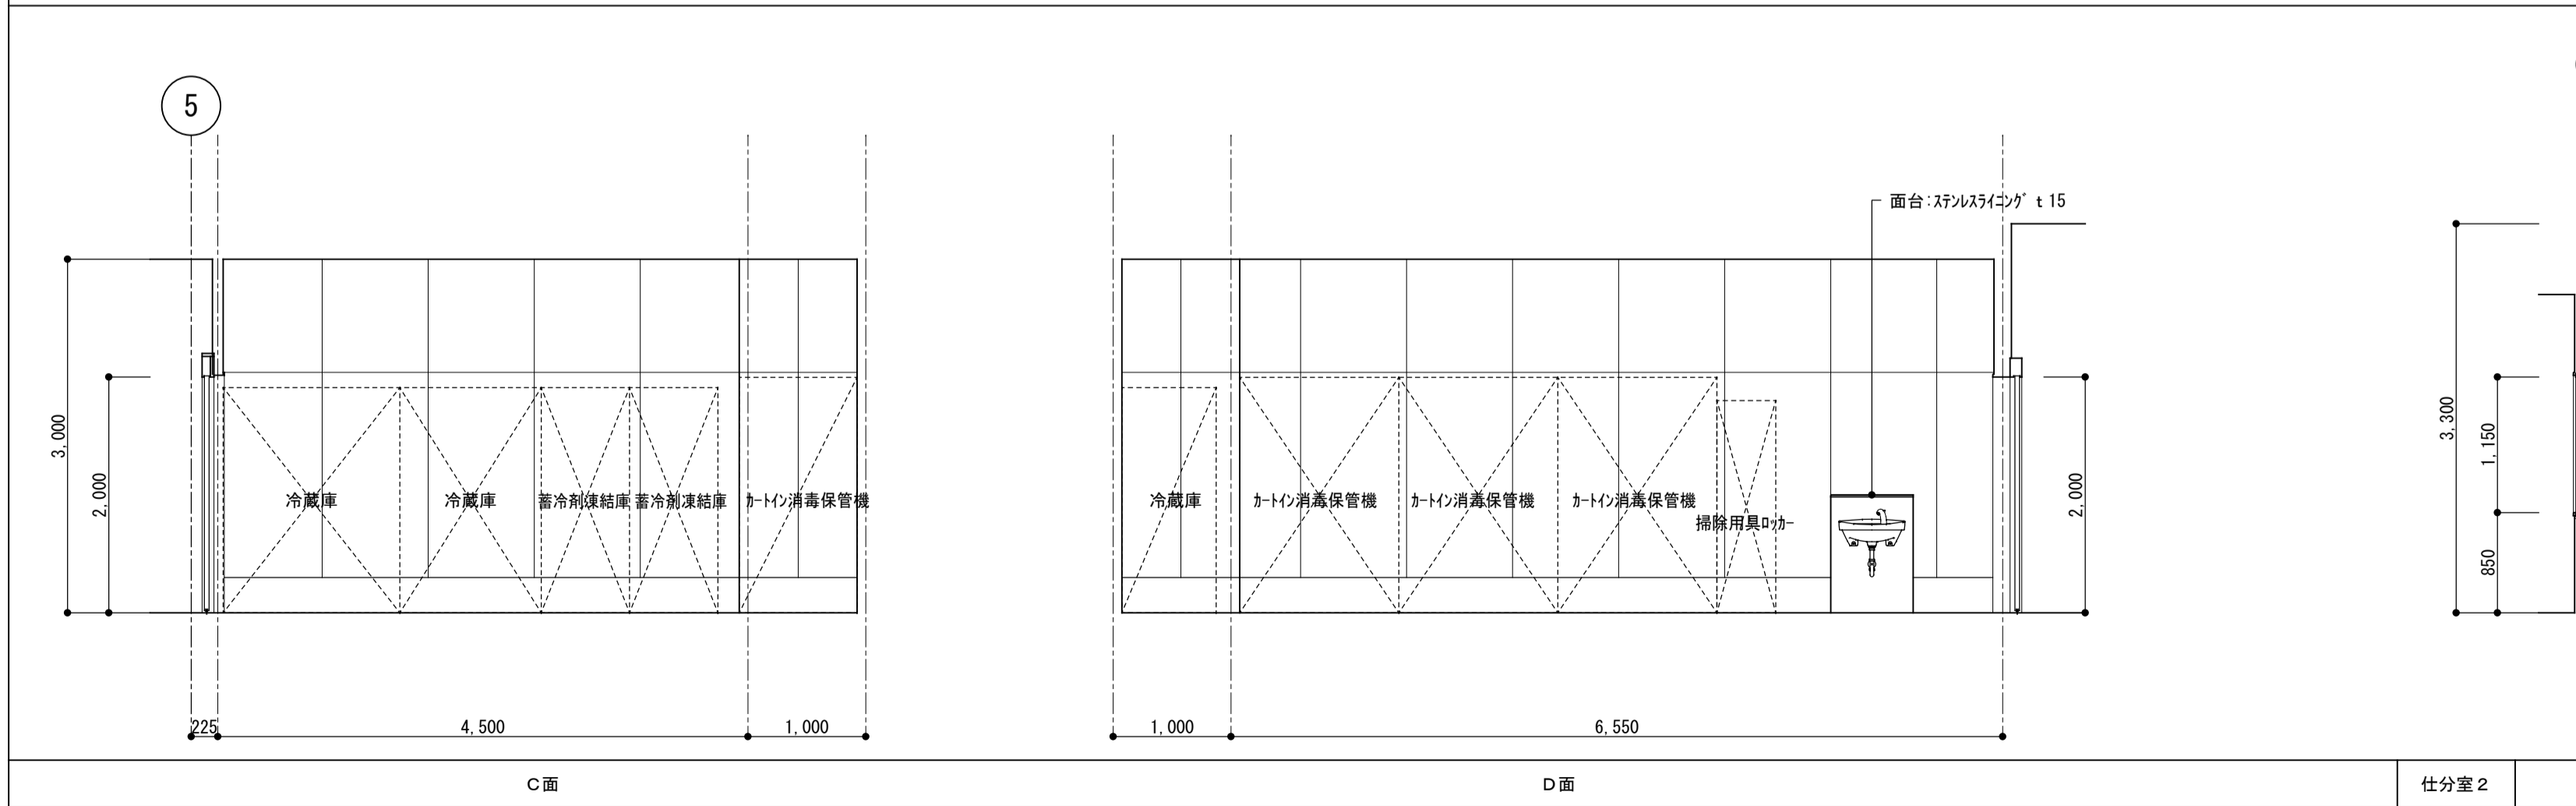 5
面台:ｽﾃﾝﾚｽﾗｲﾆﾝｸﾞ t 15
3,000
2,000
冷蔵庫
冷蔵庫
蓄冷剤凍結庫
蓄冷剤凍結庫
ｶｰﾄｲﾝ消毒保管機
冷蔵庫
ｶｰﾄｲﾝ消毒保管機
ｶｰﾄｲﾝ消毒保管機
ｶｰﾄｲﾝ消毒保管機
掃除用具ﾛｯｶｰ
2,000
3,300
1,150
850
225
4,500
1,000
1,000
6,550
C面
D面
仕分室2